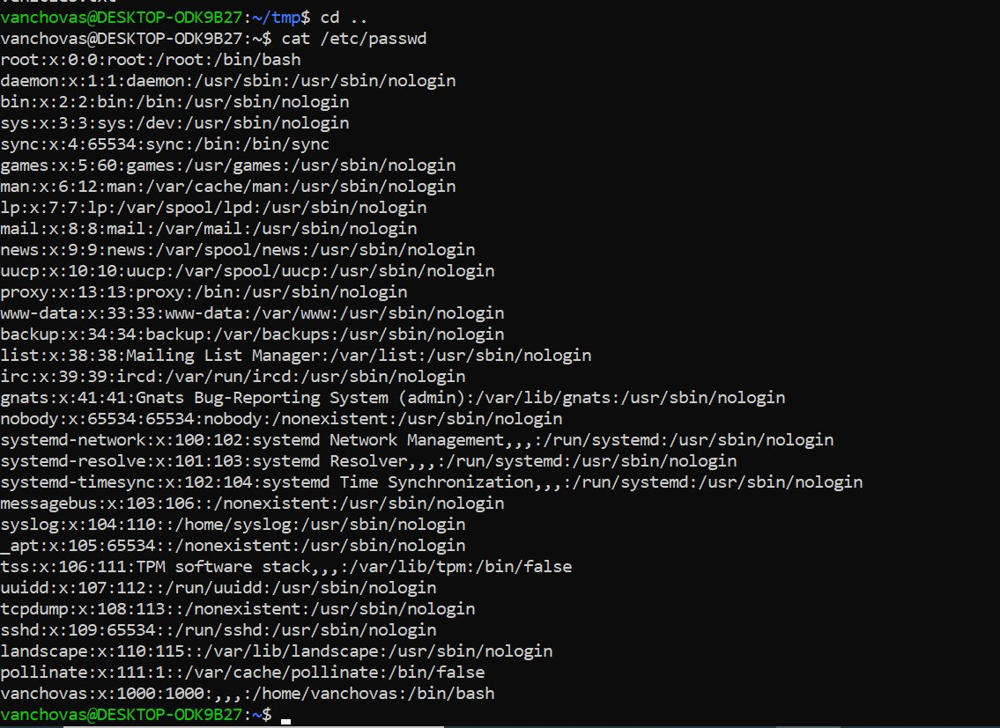 vanchovas@DESKTOP-ODK9B27:~/tmp$ cd ..
vanchovas@DESKTOP-ODK9B27:~$ cat /etc/passwd
root:x:0:0:root:/root:/bin/bash
daemon:x:1:1:daemon:/usr/sbin:/usr/sbin/nologin
bin:x:2:2:bin:/bin:/usr/sbin/nologin
sys:x:3:3:sys:/dev:/usr/sbin/nologin
sync:x:4:65534:sync:/bin:/bin/sync
games:x:5:60:games:/usr/games:/usr/sbin/nologin
man:x:6:12:man:/var/cache/man:/usr/sbin/nologin
lp:x:7:7:lp:/var/spool/lpd:/usr/sbin/nologin
mail:x:8:8:mail:/var/mail:/usr/sbin/nologin
news:x:9:9:news:/var/spool/news:/usr/sbin/nologin
uucp:x:10:10:uucp:/var/spool/uucp:/usr/sbin/nologin
proxy:x:13:13:proxy:/bin:/usr/sbin/nologin
www-data:x:33:33:www-data:/var/www:/usr/sbin/nologin
backup:x:34:34:backup:/var/backups:/usr/sbin/nologin
list:x:38:38:Mailing List Manager:/var/list:/usr/sbin/nologin
irc:x:39:39:ircd:/var/run/ircd:/usr/sbin/nologin
gnats:x:41:41:Gnats Bug-Reporting System (admin):/var/lib/gnats:/usr/sbin/nologin
nobody:x:65534:65534:nobody:/nonexistent:/usr/sbin/nologin
systemd-network:x:100:102:systemd Network Management,,,:/run/systemd:/usr/sbin/nologin
systemd-resolve:x:101:103:systemd Resolver,,,:/run/systemd:/usr/sbin/nologin
systemd-timesync:x:102:104:systemd Time Synchronization,,,:/run/systemd:/usr/sbin/nologin
messagebus:x:103:106::/nonexistent:/usr/sbin/nologin
syslog:x:104:110::/home/syslog:/usr/sbin/nologin
_apt:x:105:65534::/nonexistent:/usr/sbin/nologin
tss:x:106:111:TPM software stack,,,:/var/lib/tpm:/bin/false
uuidd:x:107:112::/run/uuidd:/usr/sbin/nologin
tcpdump:x:108:113::/nonexistent:/usr/sbin/nologin
sshd:x:109:65534::/run/sshd:/usr/sbin/nologin
landscape:x:110:115::/var/lib/landscape:/usr/sbin/nologin
pollinate:x:111:1::/var/cache/pollinate:/bin/false
vanchovas:x:1000:1000:,,,:/home/vanchovas:/bin/bash
vanchovas@DESKTOP-ODK9B27:~$